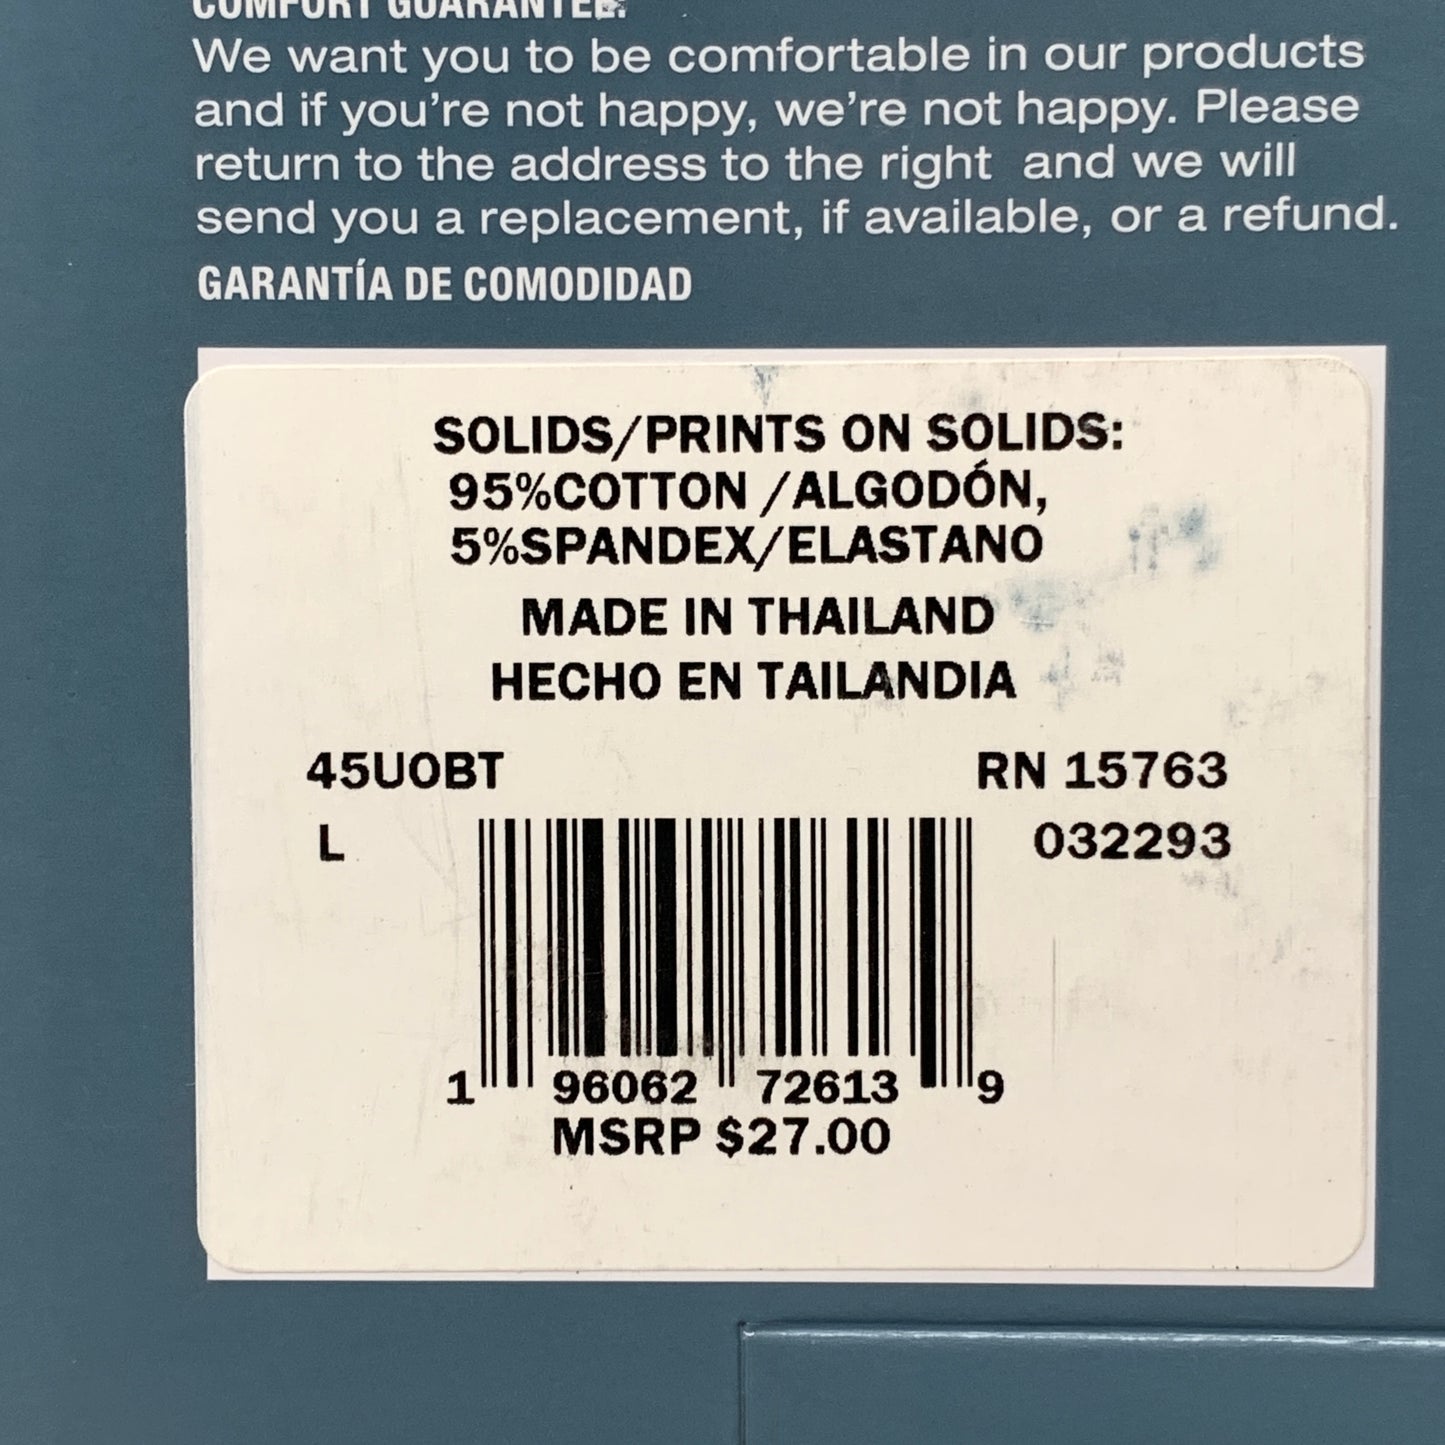 COMFORT GUARANTEE.
We want you to be comfortable in our products
and if you're not happy, we're not happy. Please
return to the address to the right and we will
send you a replacement, if available, or a refund.
GARANTÍA DE COMODIDAD
SOLIDS/PRINTS ON SOLIDS:
95%COTTON /ALGODÓN,
5%SPANDEX/ELASTANO
MADE IN THAILAND
HECHO EN TAILANDIA
45U0BT RN 15763
L 032293
1 96062 72613 9
MSRP $27.00